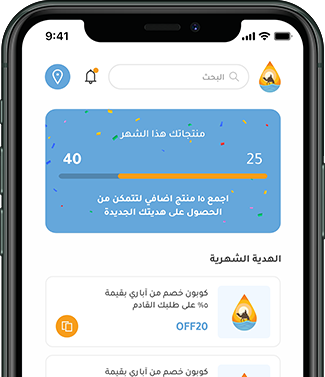 9:41
البحث
منتجاتك هذا الشهر
25
40
اجمع ١٥ منتج اضافي لتتمكن من
الحصول على هديتك الجديدة
الهدية الشهرية
كوبون خصم من أباري بقيمة
٥% على طلبك القادم
OFF20
كوبون خصم من أباري بقيمة